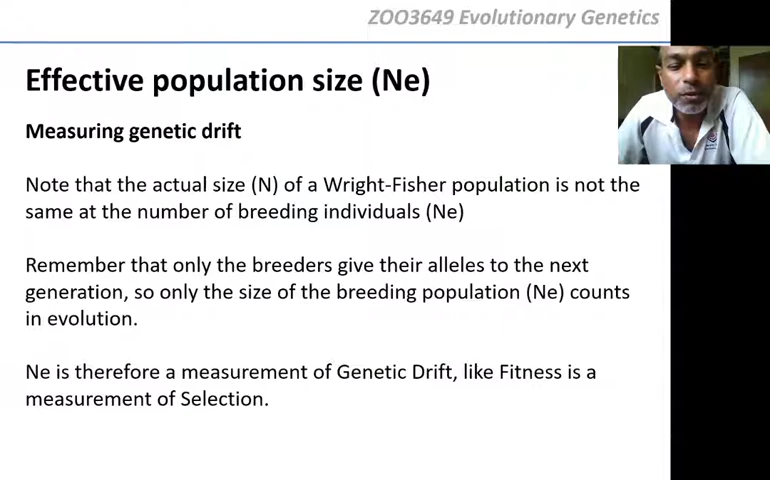 ZOO3649 Evolutionary Genetics
Effective population size (Ne)
Measuring genetic drift
Note that the actual size (N) of a Wright-Fisher population is not the
same at the number of breeding individuals (Ne)
Remember that only the breeders give their alleles to the next
generation, so only the size of the breeding population (Ne) counts
in evolution.
Ne is therefore a measurement of Genetic Drift, like Fitness is a
measurement of Selection.